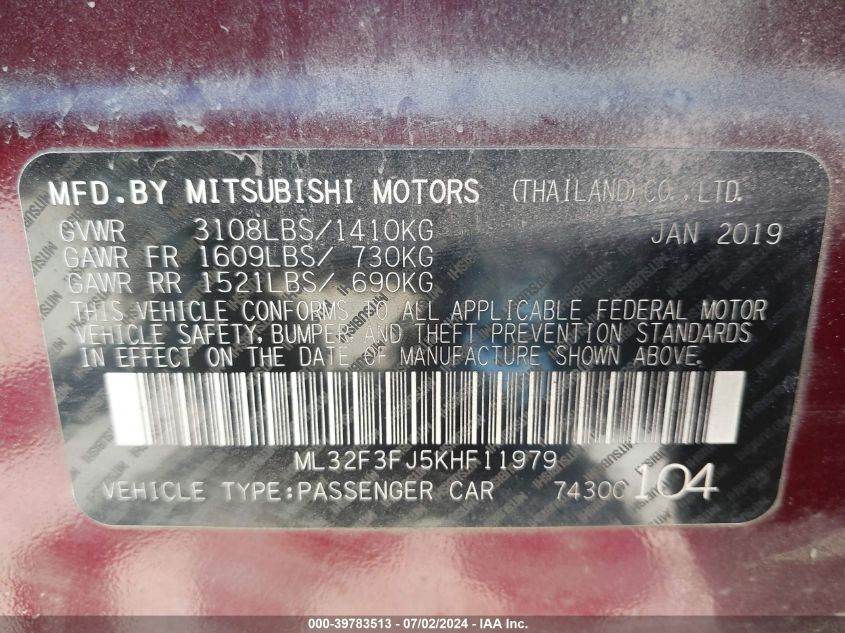 MFD.BY MITSUBISHI MOTORS (THAILAND) CO., LTD.
GVWR 3108LBS/1410KG JAN 2019
GAWR FR 1609LBS/ 730KG
GAWR RR 1521LBS/ 690KG
THIS VEHICLE CONFORMS TO ALL APPLICABLE FEDERAL MOTOR
VEHICLE SAFETY, BUMPER AND THEFT PREVENTION STANDARDS
IN EFFECT ON THE DATE OF MANUFACTURE SHOWN ABOVE.
ML32F3FJ5KHF11979
VEHICLE TYPE:PASSENGER CAR 7430C 104
000-39783513 - 07/02/2024 - IAA Inc.